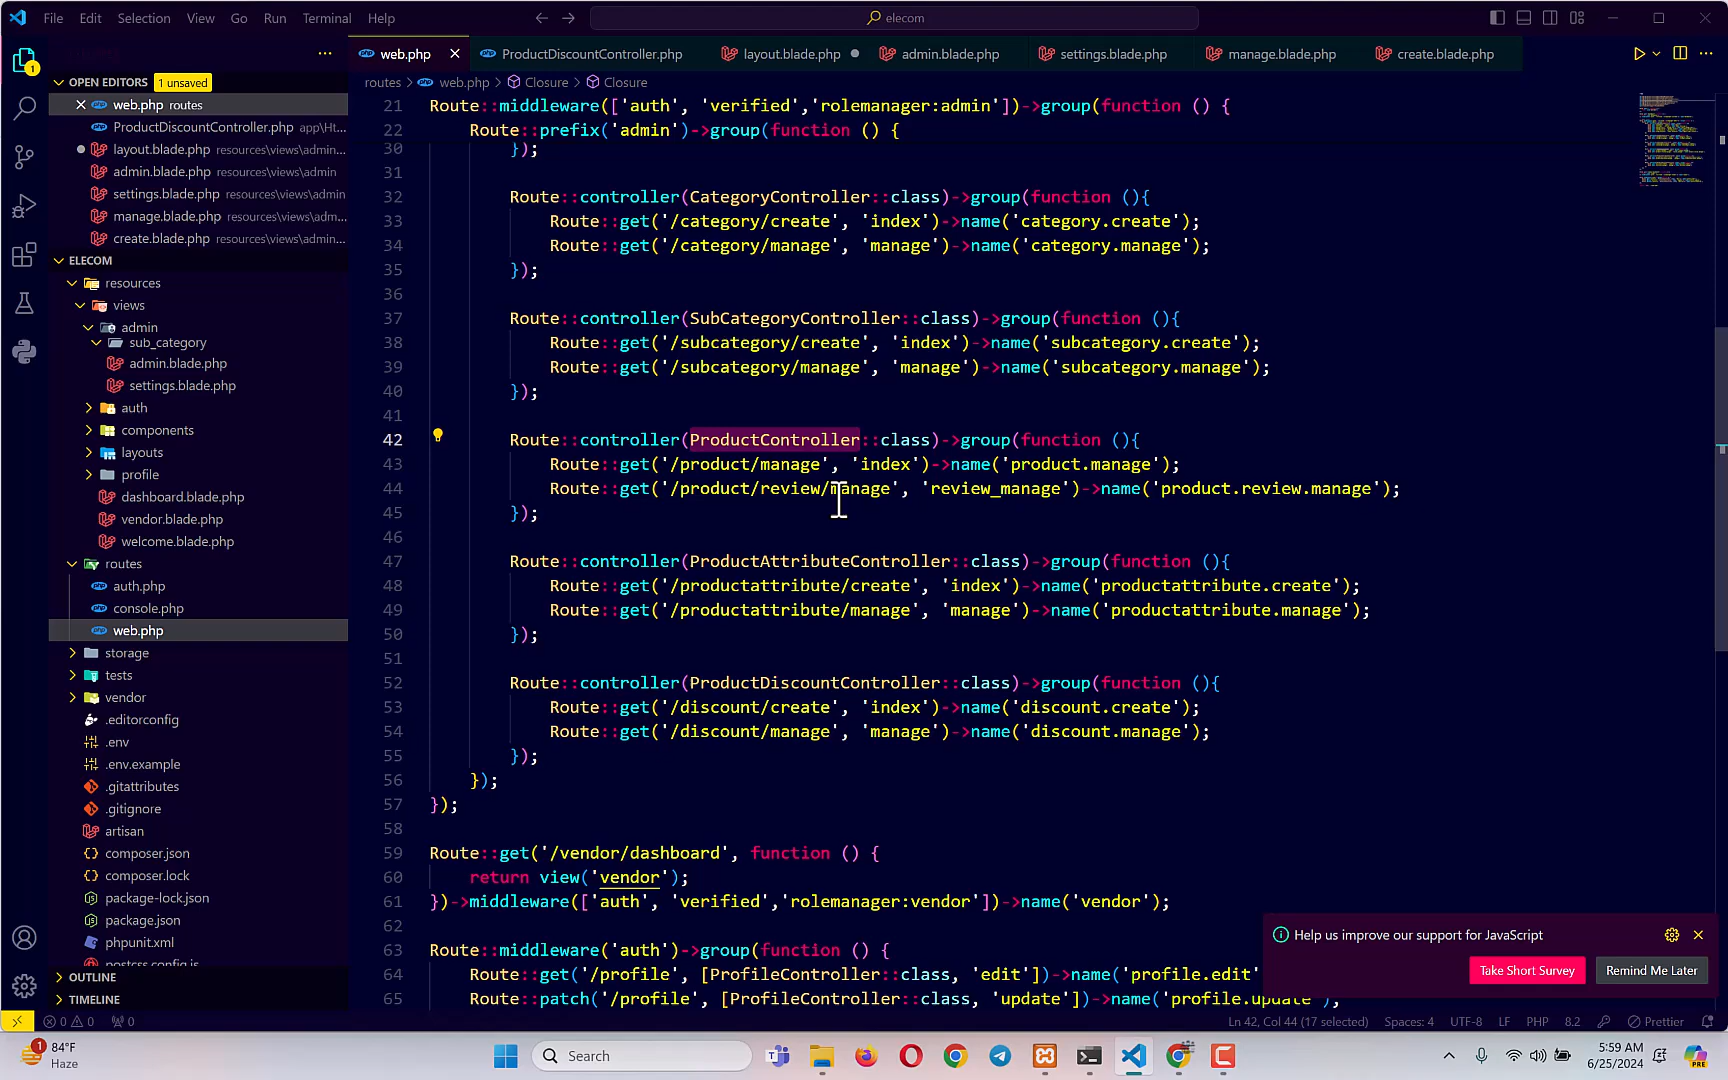 File Edit Selection View Go Run Terminal Help
elecom
OPEN EDITORS 1 unsaved
web.php routes
ProductDiscountController.php app\Ht...
layout.blade.php resources\views\admin...
admin.blade.php resources\views\admin
settings.blade.php resources\views\admin
manage.blade.php resources\views\adm...
create.blade.php resources\views\admin...
ELECOM
resources
views
admin
sub_category
admin.blade.php
settings.blade.php
auth
components
layouts
profile
dashboard.blade.php
vendor.blade.php
welcome.blade.php
routes
auth.php
console.php
web.php
storage
tests
vendor
.editorconfig
.env
.env.example
.gitattributes
.gitignore
artisan
composer.json
composer.lock
package-lock.json
package.json
phpunit.xml
postcss.config.js
OUTLINE
TIMELINE
web.php ProductDiscountController.php layout.blade.php admin.blade.php settings.blade.php manage.blade.php create.blade.php
routes > web.php > Closure > Closure
21 Route::middleware(['auth', 'verified','rolemanager:admin'])->group(function () {
22 Route::prefix('admin')->group(function () {
30 });
31
32 Route::controller(CategoryController::class)->group(function (){
33 Route::get('/category/create', 'index')->name('category.create');
34 Route::get('/category/manage', 'manage')->name('category.manage');
35 });
36
37 Route::controller(SubCategoryController::class)->group(function (){
38 Route::get('/subcategory/create', 'index')->name('subcategory.create');
39 Route::get('/subcategory/manage', 'manage')->name('subcategory.manage');
40 });
41
42 Route::controller(ProductController::class)->group(function (){
43 Route::get('/product/manage', 'index')->name('product.manage');
44 Route::get('/product/review/manage', 'review_manage')->name('product.review.manage');
45 });
46
47 Route::controller(ProductAttributeController::class)->group(function (){
48 Route::get('/productattribute/create', 'index')->name('productattribute.create');
49 Route::get('/productattribute/manage', 'manage')->name('productattribute.manage');
50 });
51
52 Route::controller(ProductDiscountController::class)->group(function (){
53 Route::get('/discount/create', 'index')->name('discount.create');
54 Route::get('/discount/manage', 'manage')->name('discount.manage');
55 });
56 });
57 });
58
59 Route::get('/vendor/dashboard', function () {
60 return view('vendor');
61 })->middleware(['auth', 'verified','rolemanager:vendor'])->name('vendor');
62
63 Route::middleware('auth')->group(function () {
64 Route::get('/profile', [ProfileController::class, 'edit'])->name('profile.edit'
65 Route::patch('/profile', [ProfileController::class, 'update'])->name('profile.update');
Help us improve our support for JavaScript
Take Short Survey Remind Me Later
0 0 0
Ln 42, Col 44 (17 selected) Spaces: 4 UTF-8 LF PHP 8.2 Prettier
1
84°F
Haze
Search
5:59 AM
6/25/2024
PRE